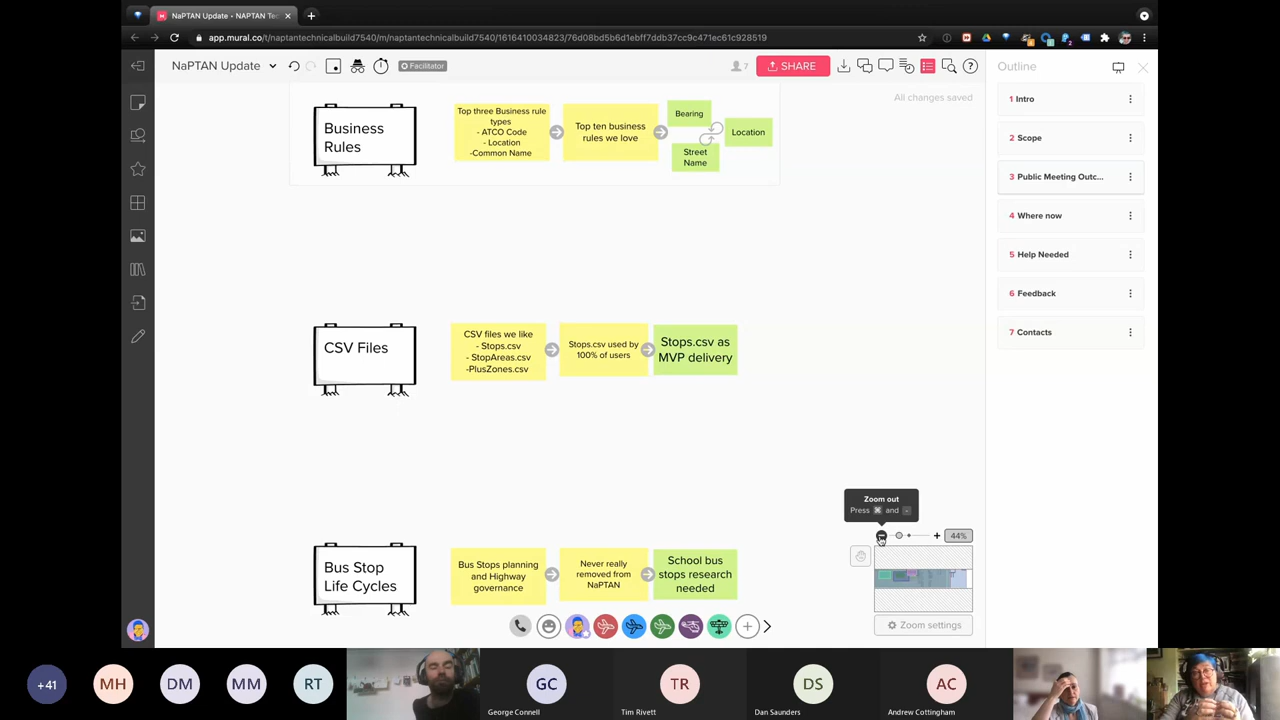 NaPTAN Update • NAPTAN Tec
app.mural.co/t/naptantechnicalbuild7540/m/naptantechnicalbuild7540/1616410034823/76d08bd5b6d1ebff7ddb37cc9c471ec61c928519
NaPTAN Update
Facilitator
7
SHARE
Outline
All changes saved
1 Intro
2 Scope
3 Public Meeting Outc...
4 Where now
5 Help Needed
6 Feedback
7 Contacts
Business
Rules
Top three Business rule
types
- ATCO Code
- Location
-Common Name
Top ten business
rules we love
Bearing
Location
Street
Name
CSV Files
CSV files we like
- Stops.csv
- StopAreas.csv
-PlusZones.csv
Stops.csv used by
100% of users
Stops.csv as
MVP delivery
Bus Stop
Life Cycles
Bus Stops planning
and Highway
governance
Never really
removed from
NaPTAN
School bus
stops research
needed
Zoom out
Press ⌘ and -
44%
Zoom settings
+41
MH
DM
MM
RT
GC
George Connell
TR
Tim Rivett
DS
Dan Saunders
AC
Andrew Cottingham